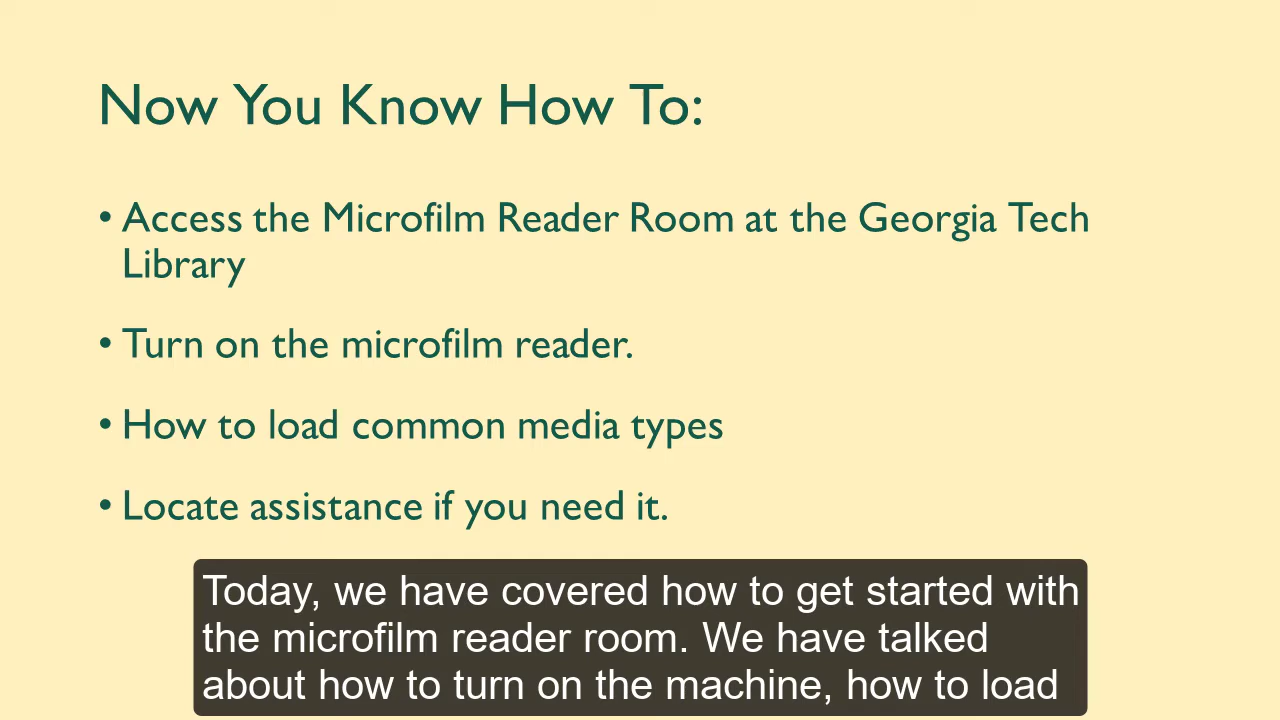 Now You Know How To:
• Access the Microfilm Reader Room at the Georgia Tech
Library
• Turn on the microfilm reader.
• How to load common media types
• Locate assistance if you need it.
Today, we have covered how to get started with
the microfilm reader room. We have talked
about how to turn on the machine, how to load